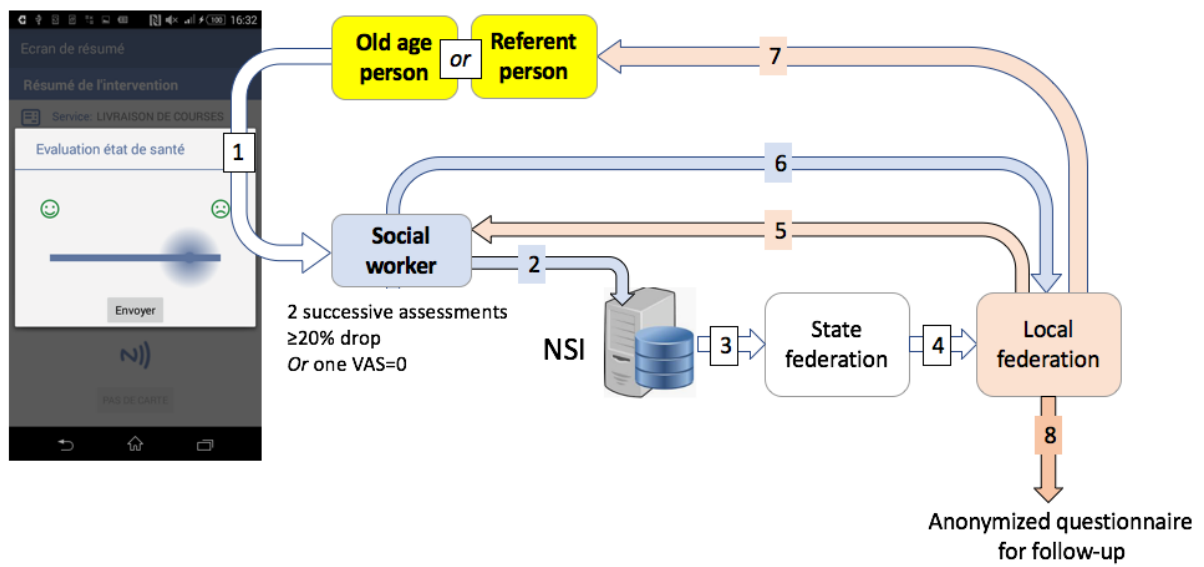 100 16:32
Ecran de résumé
Résumé de l'intervention
Service: LIVRAISON DE COURSES
Evaluation état de santé
Envoyer
PAS DE CARTE
Old age
person
or
Referent
person
7
1
6
5
Social
worker
2
2 successive assessments
≥20% drop
Or one VAS=0
NSI
3
State
federation
4
Local
federation
8
Anonymized questionnaire
for follow-up